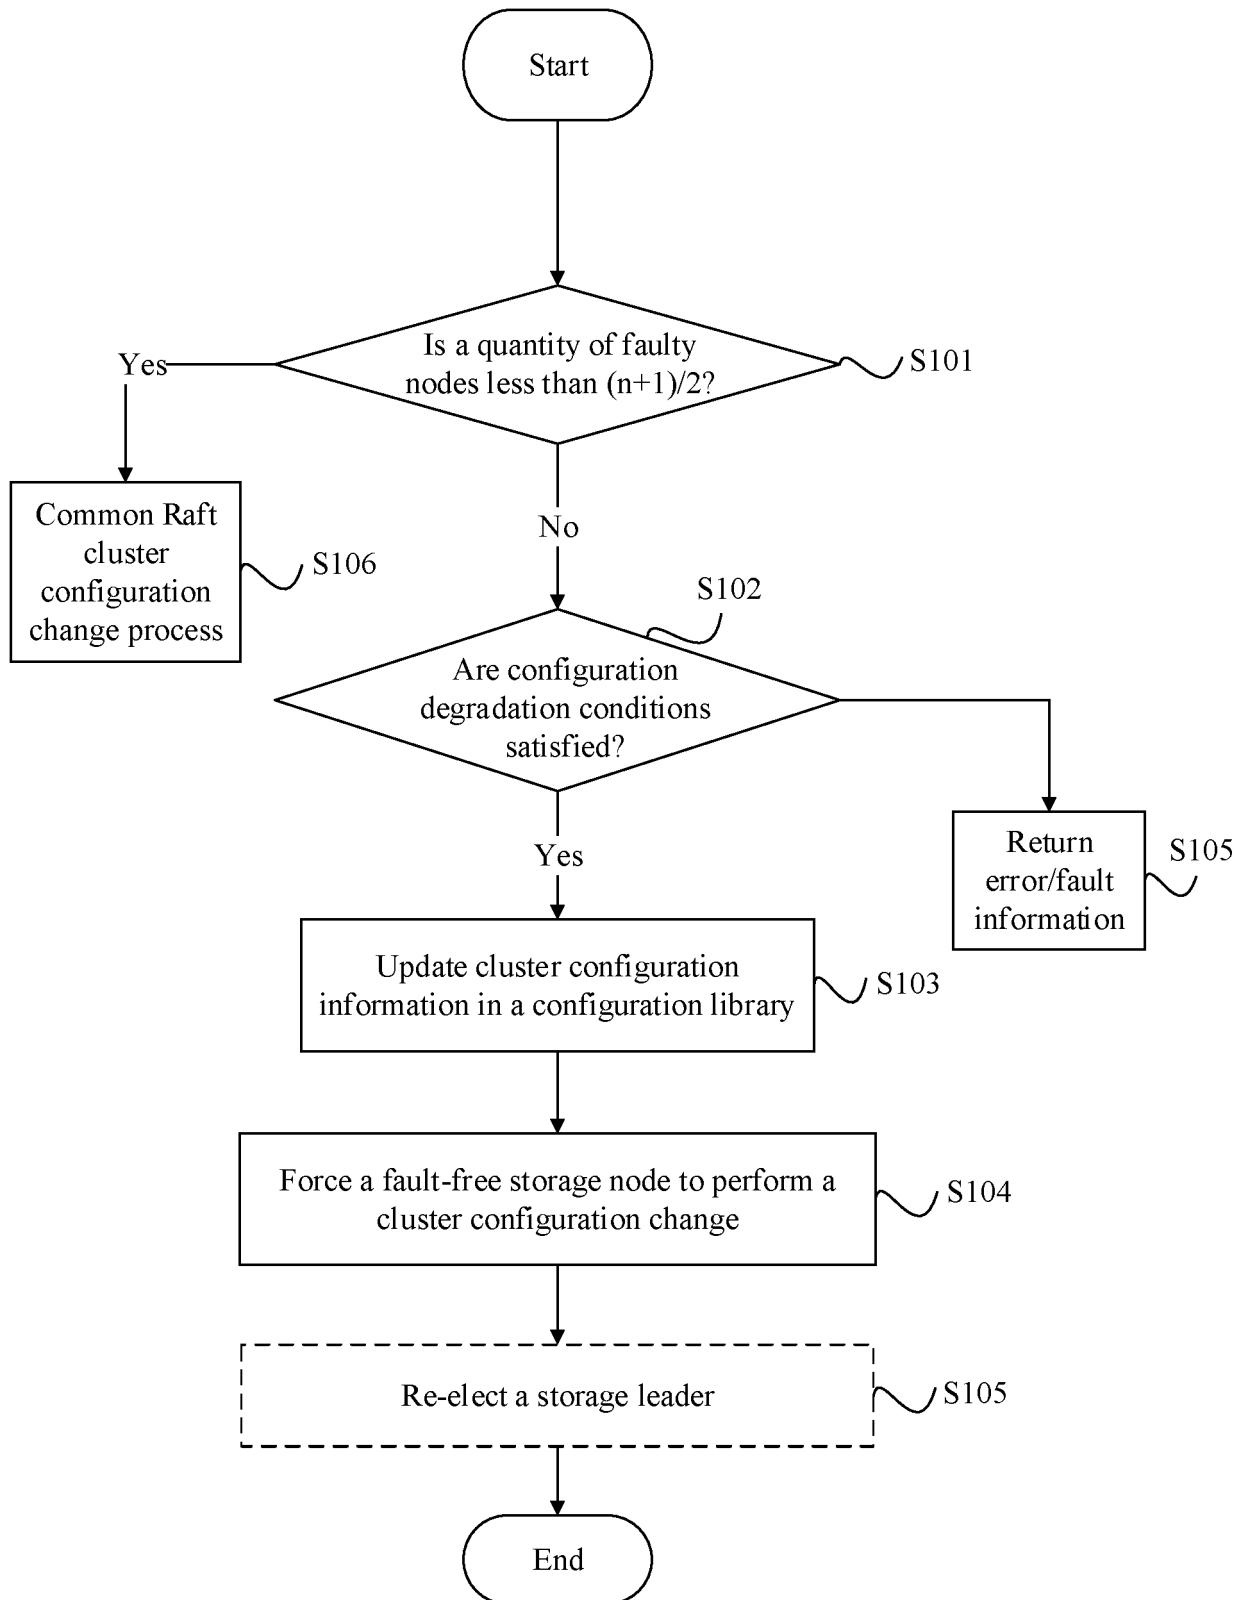 Start
Is a quantity of faulty
nodes less than (n+1)/2?
S101
Yes
Common Raft
cluster
configuration
change process
S106
No
S102
Are configuration
degradation conditions
satisfied?
Return
error/fault
information
S105
Yes
Update cluster configuration
information in a configuration library
S103
Force a fault-free storage node to perform a
cluster configuration change
S104
Re-elect a storage leader
S105
End